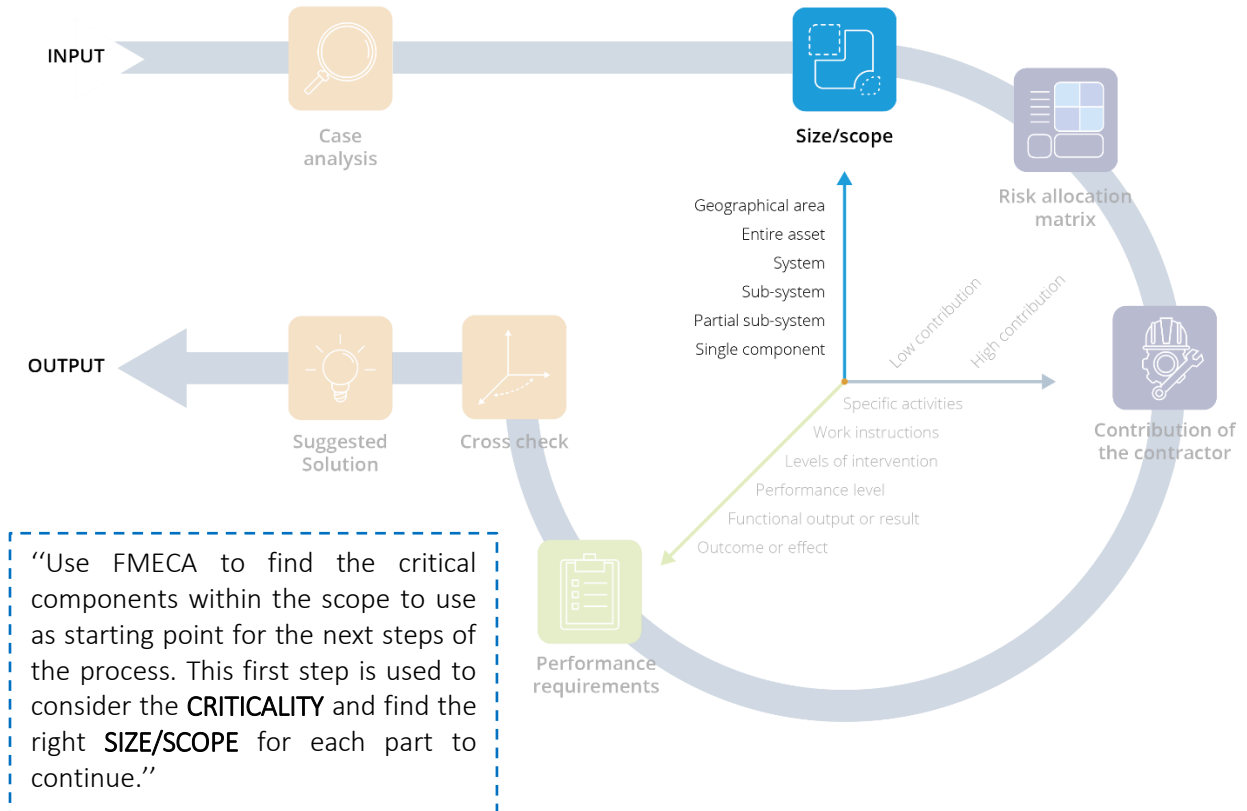 INPUT
Case
analysis
Size/scope
Risk allocation
matrix
Geographical area
Entire asset
System
Sub-system
Partial sub-system
Single component
Low contribution
High contribution
Contribution of
the contractor
Specific activities
Work instructions
Levels of intervention
Performance level
Functional output or result
Outcome or effect
OUTPUT
Suggested
Solution
Cross check
Performance
requirements
‘‘Use FMECA to find the critical
components within the scope to use
as starting point for the next steps of
the process. This first step is used to
consider the CRITICALITY and find the
right SIZE/SCOPE for each part to
continue.’’